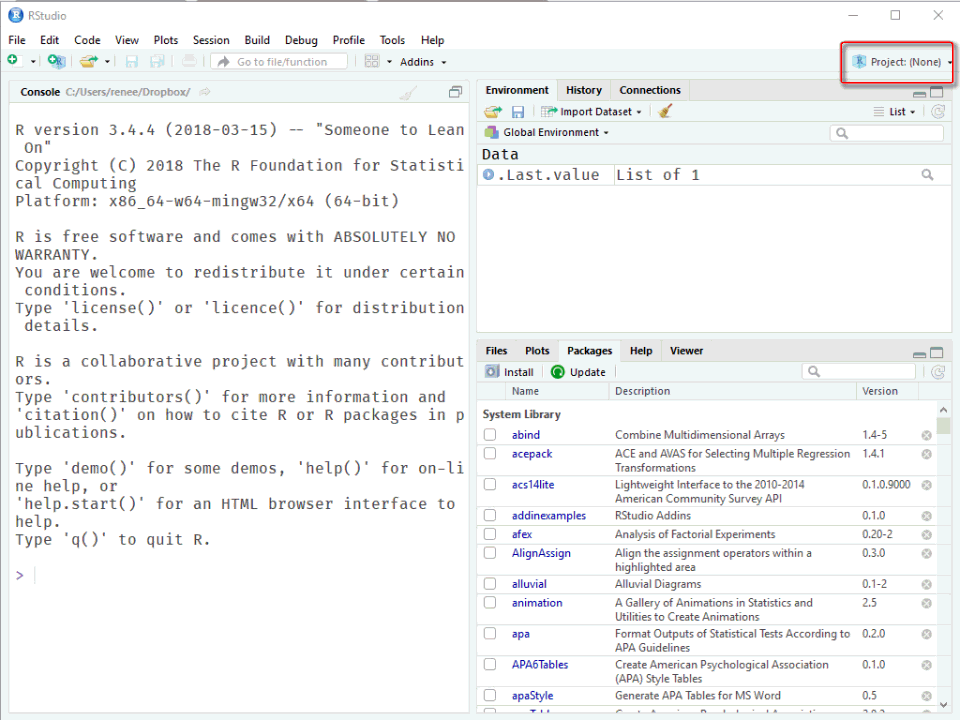 RStudio
File Edit Code View Plots Session Build Debug Profile Tools Help
Go to file/function Addins
Project: (None)
Console C:/Users/renee/Dropbox/
R version 3.4.4 (2018-03-15) -- "Someone to Lean
 On"
Copyright (C) 2018 The R Foundation for Statisti
cal Computing
Platform: x86_64-w64-mingw32/x64 (64-bit)
R is free software and comes with ABSOLUTELY NO
WARRANTY.
You are welcome to redistribute it under certain
 conditions.
Type 'license()' or 'licence()' for distribution
 details.
R is a collaborative project with many contribut
ors.
Type 'contributors()' for more information and
'citation()' on how to cite R or R packages in p
ublications.
Type 'demo()' for some demos, 'help()' for on-li
ne help, or
'help.start()' for an HTML browser interface to
help.
Type 'q()' to quit R.
>
Environment History Connections
Import Dataset List
Global Environment
Data
.Last.value List of 1
Files Plots Packages Help Viewer
Install Update
Name Description Version
System Library
abind Combine Multidimensional Arrays 1.4-5
acepack ACE and AVAS for Selecting Multiple Regression 1.4.1
Transformations
acs14lite Lightweight Interface to the 2010-2014 0.1.0.9000
American Community Survey API
addinexamples RStudio Addins 0.1.0
afex Analysis of Factorial Experiments 0.20-2
AlignAssign Align the assignment operators within a 0.3.0
highlighted area
alluvial Alluvial Diagrams 0.1-2
animation A Gallery of Animations in Statistics and 2.5
Utilities to Create Animations
apa Format Outputs of Statistical Tests According to 0.2.0
APA Guidelines
APA6Tables Create American Psychological Association 0.1.0
(APA) Style Tables
apaStyle Generate APA Tables for MS Word 0.5